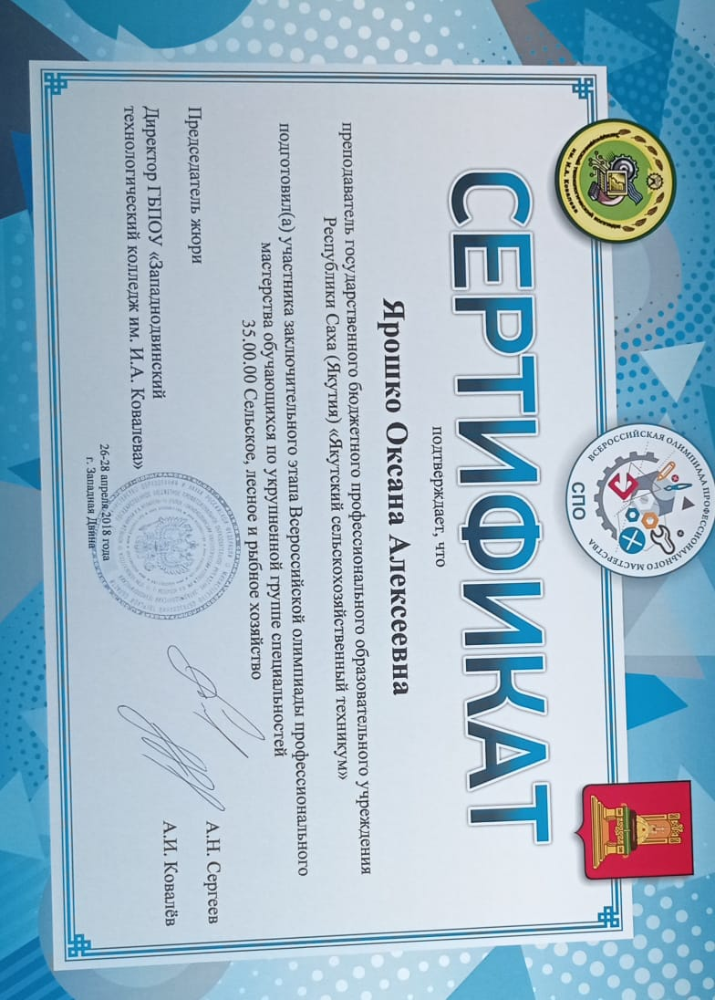 ВСЕРОССИЙСКАЯ ОЛИМПИАДА ПРОФЕССИОНАЛЬНОГО МАСТЕРСТВА
СПО
СЕРТИФИКАТ
подтверждает, что
Ярошко Оксана Алексеевна
преподаватель государственного бюджетного профессионального образовательного учреждения
Республики Саха (Якутия) «Якутский сельскохозяйственный техникум»
подготовил(а) участника заключительного этапа Всероссийской олимпиады профессионального
мастерства обучающихся по укрупненной группе специальностей
35.00.00 Сельское, лесное и рыбное хозяйство
Председатель жюри
А.Н. Сергеев
Директор ГБПОУ «Западнодвинский
технологический колледж им. И.А. Ковалева»
А.И. Ковалёв
26-28 апреля 2018 года
г. Западная Двина